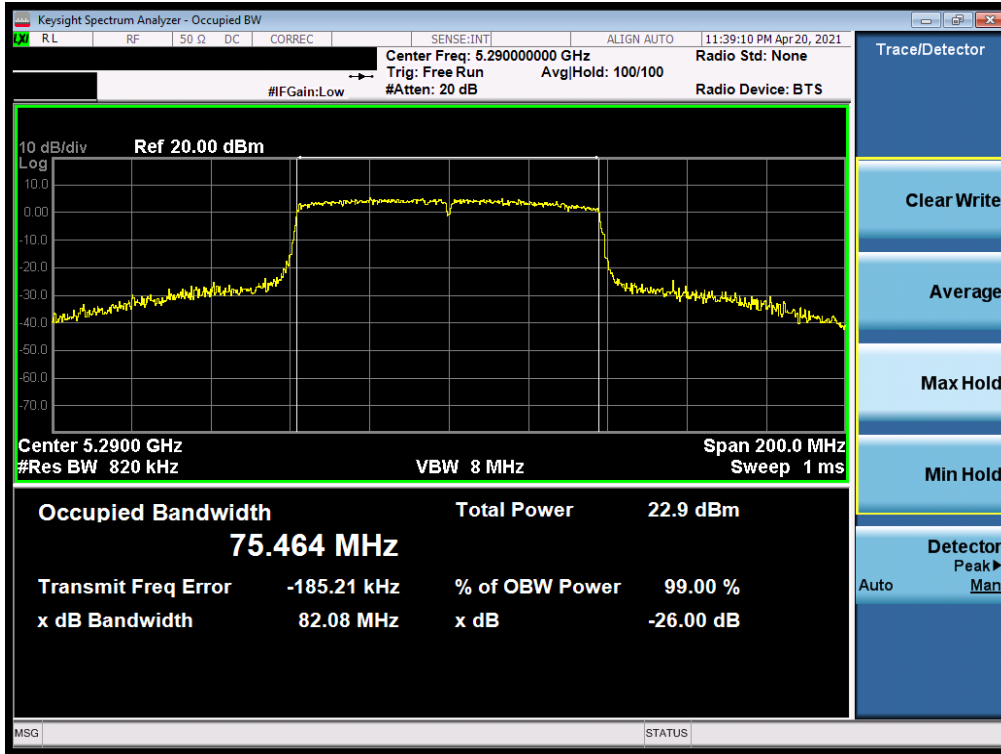 Keysight Spectrum Analyzer - Occupied BW
LXI RL RF 50 Ω DC CORREC SENSE:INT ALIGN AUTO 11:39:10 PM Apr 20, 2021
Center Freq: 5.290000000 GHz Radio Std: None
Trig: Free Run Avg|Hold: 100/100
#IFGain:Low #Atten: 20 dB Radio Device: BTS
Trace/Detector
10 dB/div Ref 20.00 dBm
Log
10.0
0.00
-10.0
-20.0
-30.0
-40.0
-50.0
-60.0
-70.0
Center 5.2900 GHz Span 200.0 MHz
#Res BW 820 kHz VBW 8 MHz Sweep 1 ms
Occupied Bandwidth Total Power 22.9 dBm
75.464 MHz
Transmit Freq Error -185.21 kHz % of OBW Power 99.00 %
x dB Bandwidth 82.08 MHz x dB -26.00 dB
Clear Write
Average
Max Hold
Min Hold
Detector
Peak▶
Auto Man
MSG STATUS